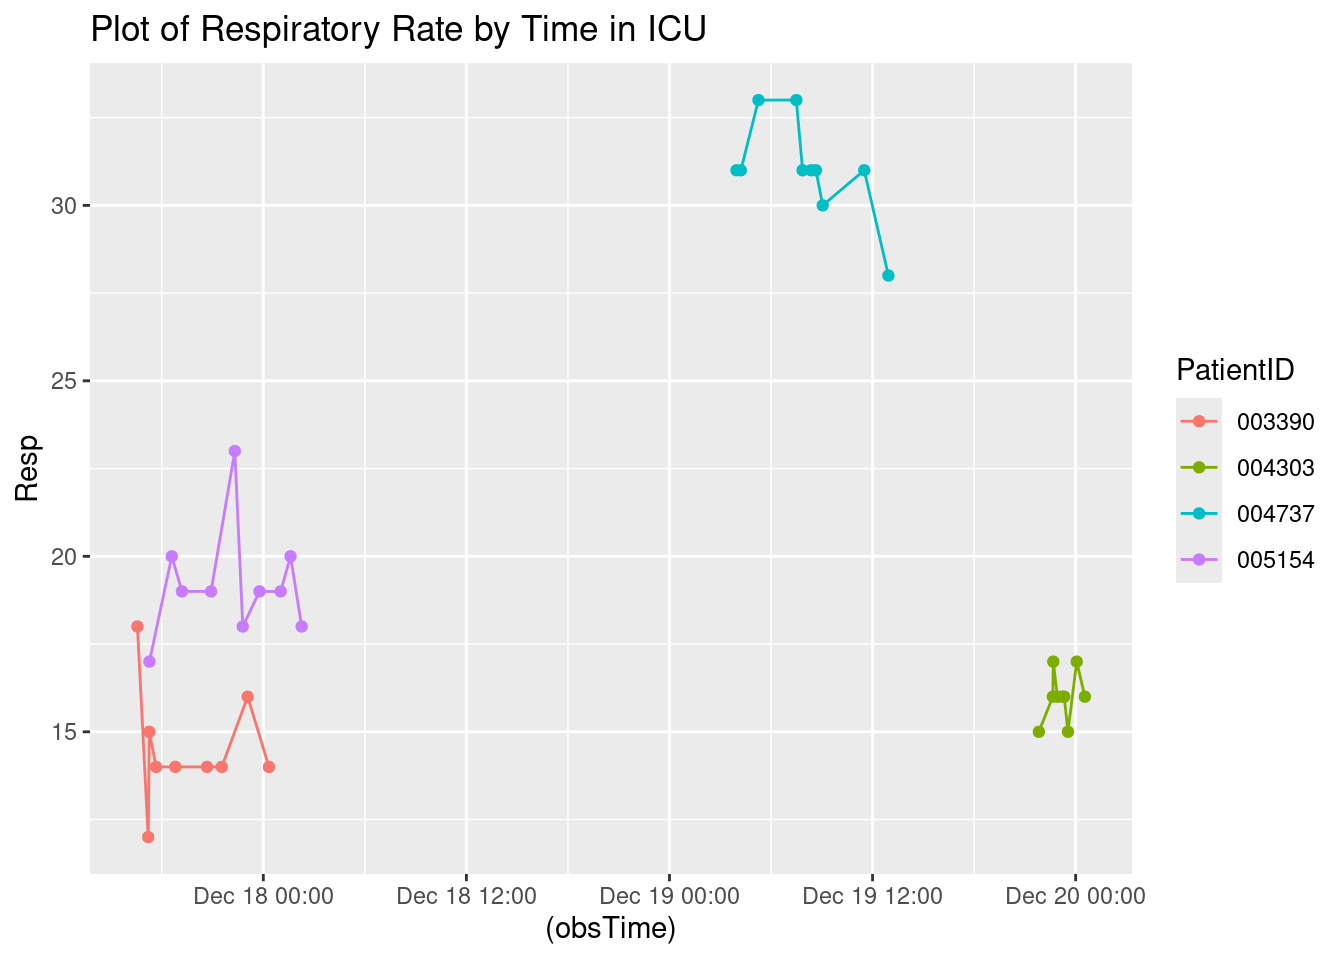 Plot of Respiratory Rate by Time in ICU
Resp
30
25
20
15
Dec 18 00:00 Dec 18 12:00 Dec 19 00:00 Dec 19 12:00 Dec 20 00:00
(obsTime)
PatientID
003390
004303
004737
005154